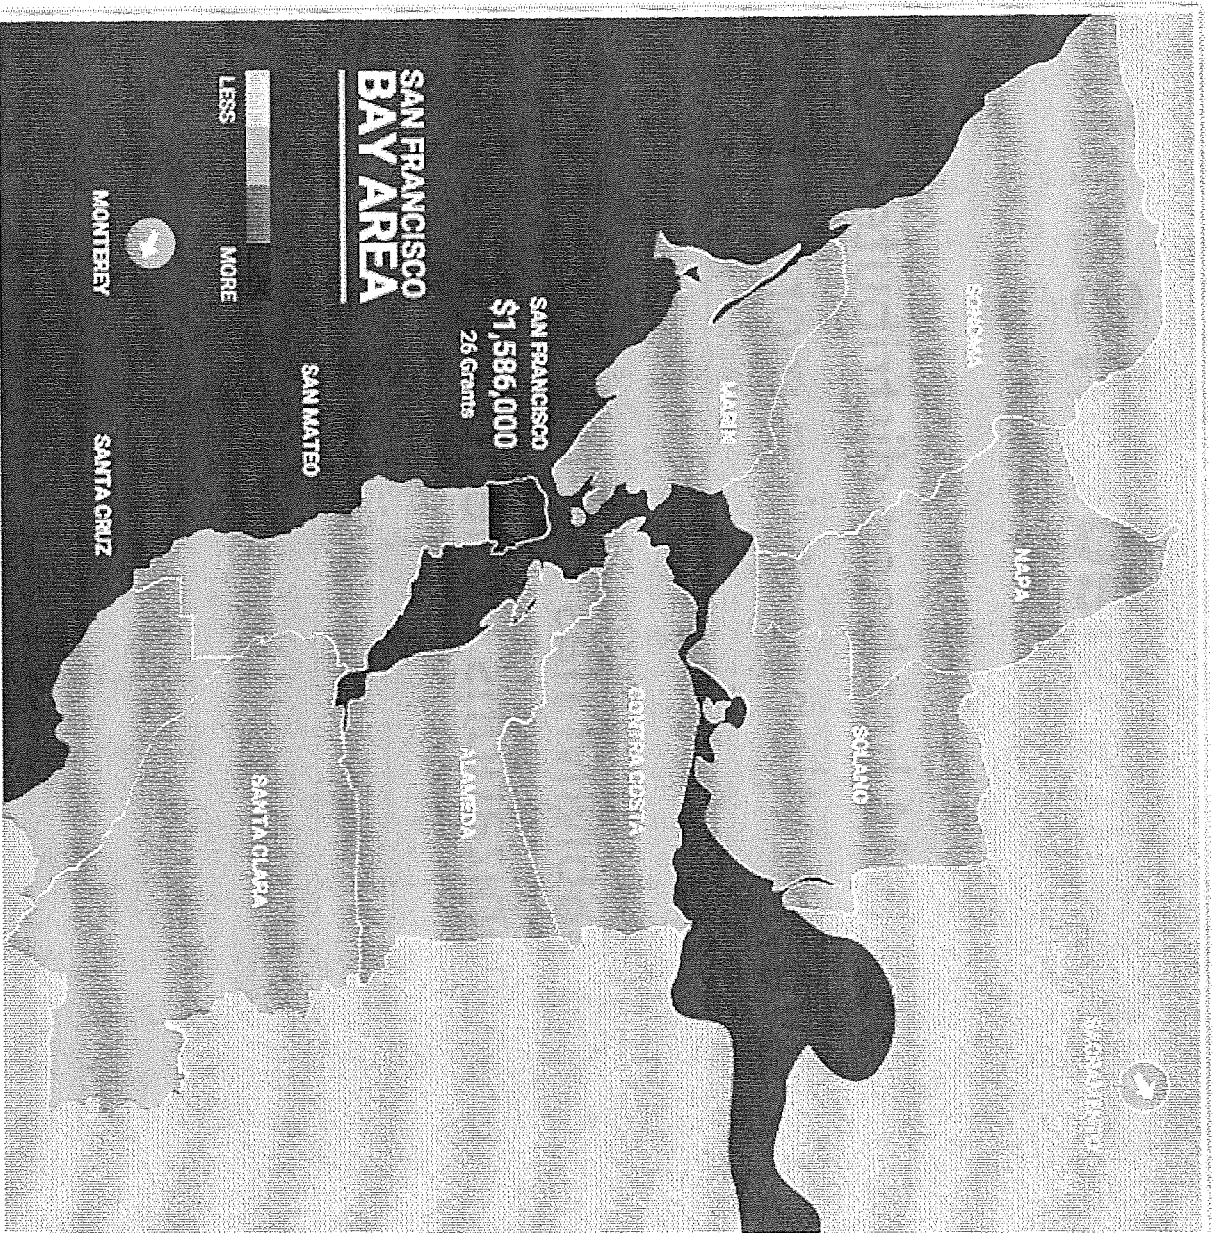 SAN FRANCISCO
BAY AREA
LESS
MORE
MONTEREY
SANTA CRUZ
SAN MATEO
SAN FRANCISCO
$1,586,000
26 Grants
SONOMA
MARIN
NAPA
SOLANO
CONTRA COSTA
ALAMEDA
SANTA CLARA
SACRAMENTO